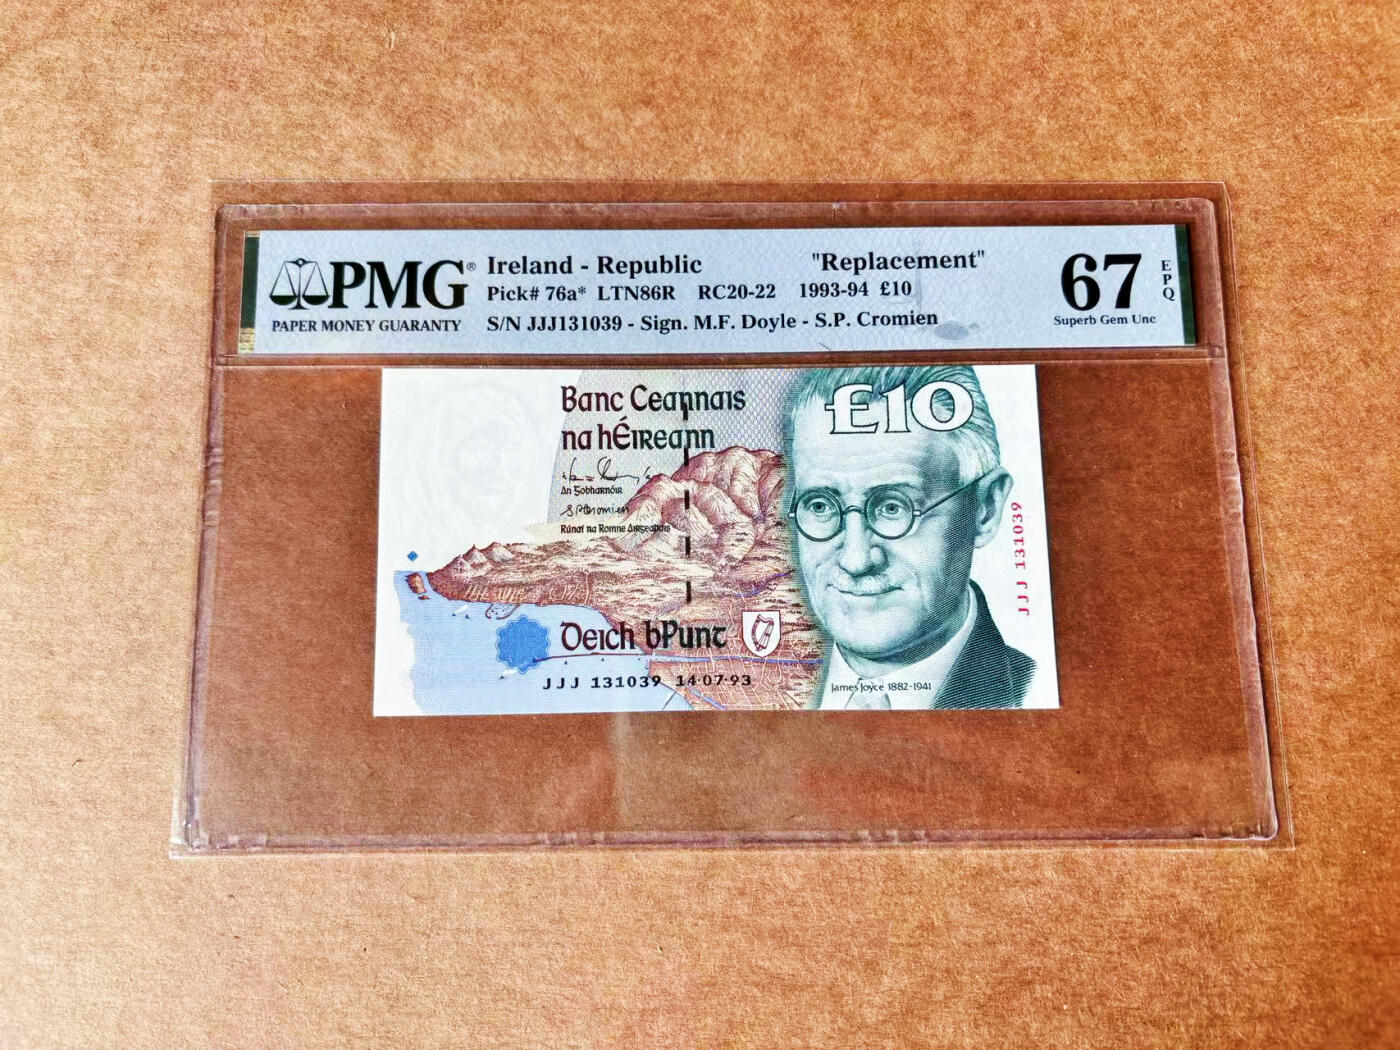 PMG®
PAPER MONEY GUARANTY
Ireland - Republic "Replacement"
Pick# 76a* LTN86R RC20-22 1993-94 £10
S/N JJJ131039 - Sign. M.F. Doyle - S.P. Cromien
67
EPQ
Superb Gem Unc
Banc Ceannais
na hÉireann
£10
An Gobharnóir
S P Cromien
Rúnaí na Roinne Airgeadais
JJJ 131039
Deich bPunt
JJJ 131039 14·07·93
James Joyce 1882-1941